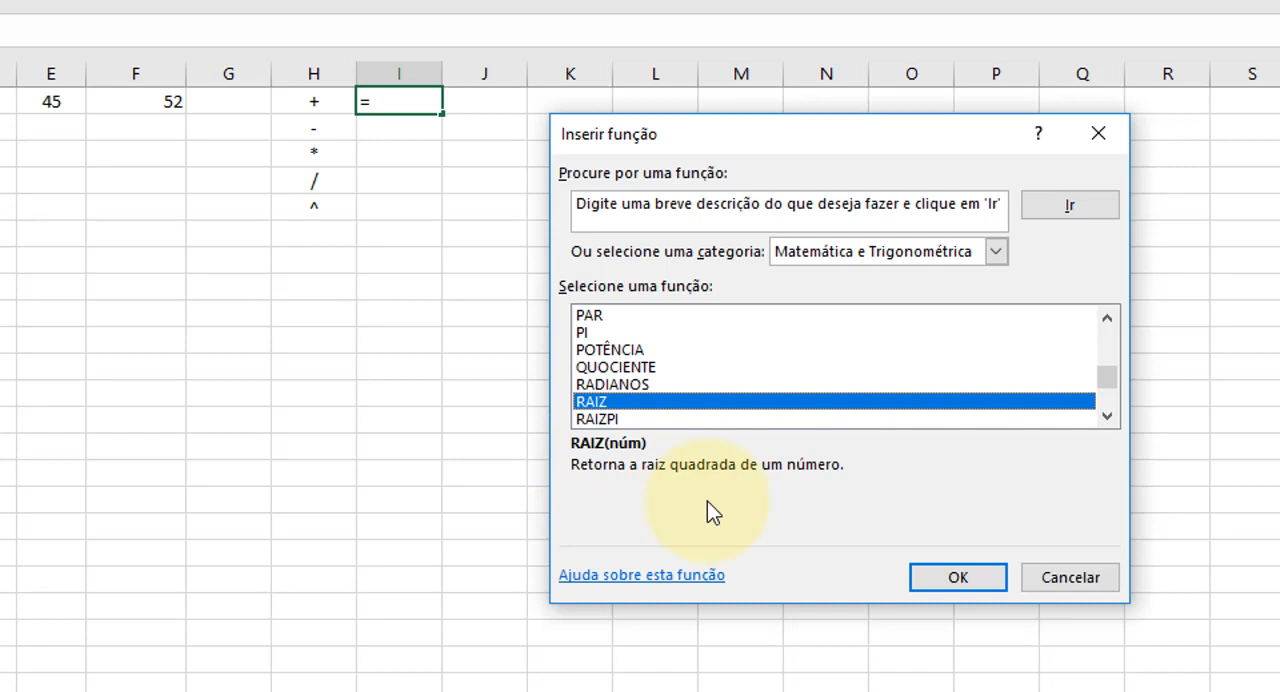 E F G H I J K L M N O P Q R S
45 52 + =
-
*
/
^
Inserir função ?
Procure por uma função:
Digite uma breve descrição do que deseja fazer e clique em 'Ir'
Ir
Ou selecione uma categoria: Matemática e Trigonométrica
Selecione uma função:
PAR
PI
POTÊNCIA
QUOCIENTE
RADIANOS
RAIZ
RAIZPI
RAIZ(núm)
Retorna a raiz quadrada de um número.
Ajuda sobre esta função
OK Cancelar